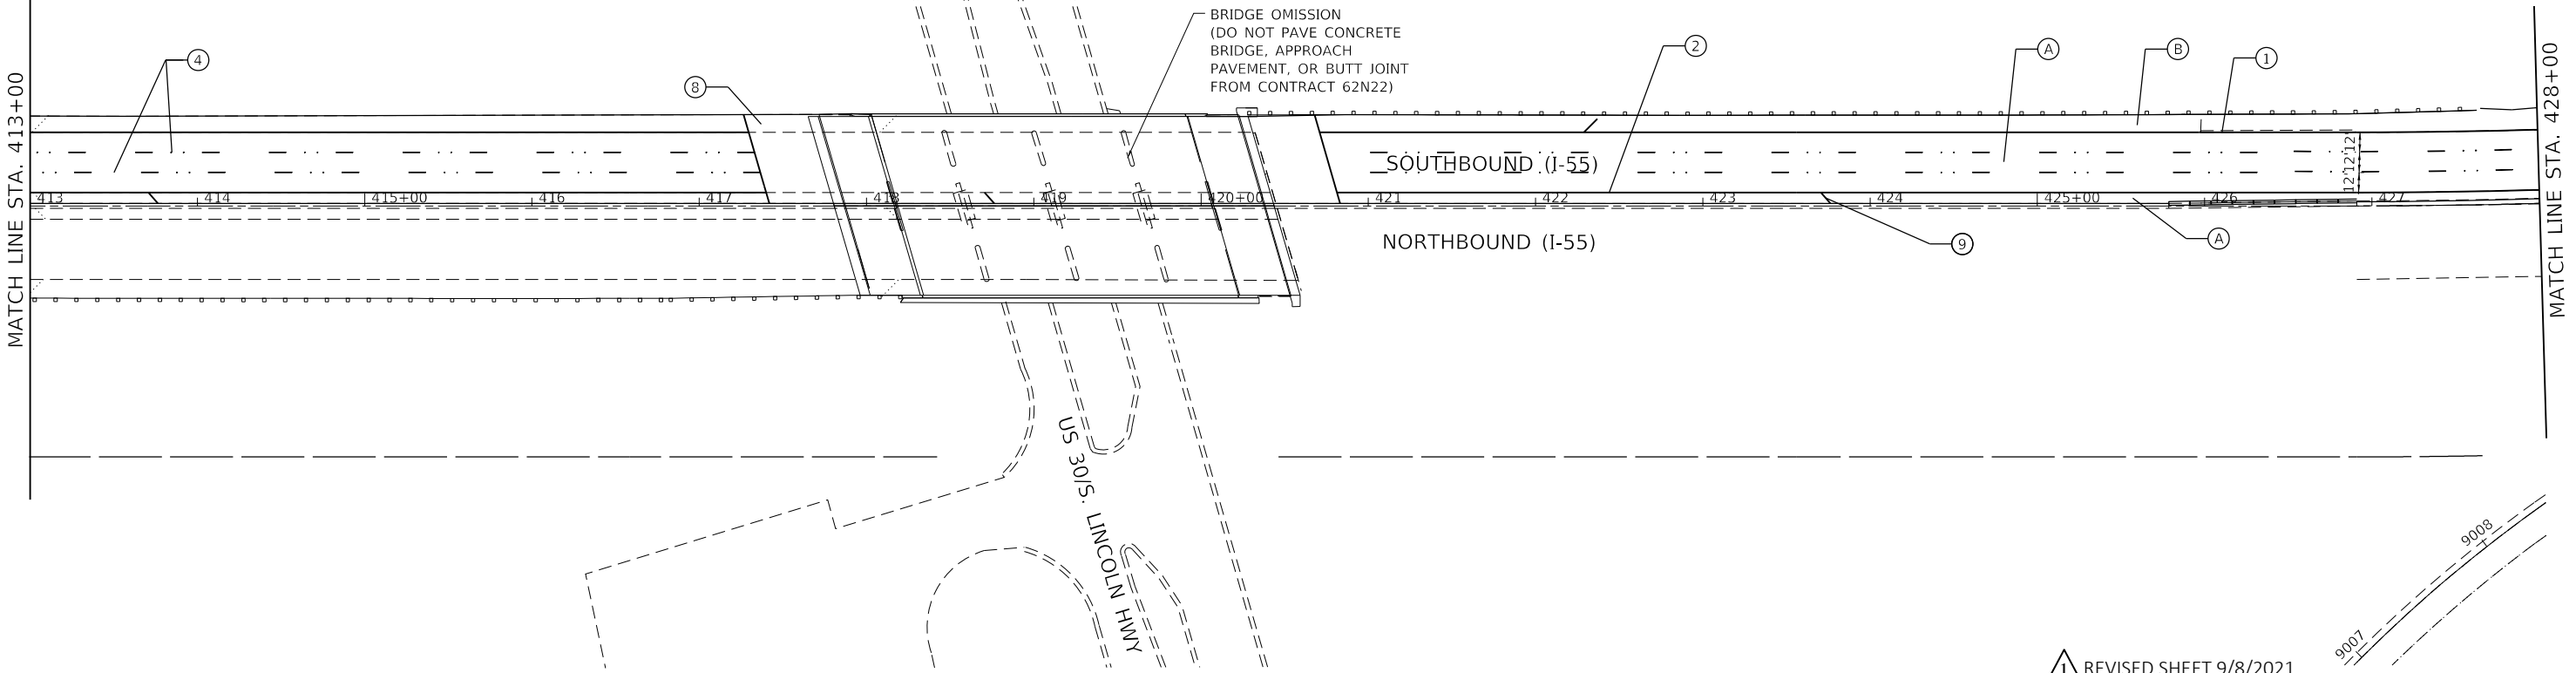 BRIDGE OMISSION
(DO NOT PAVE CONCRETE
BRIDGE, APPROACH
PAVEMENT, OR BUTT JOINT
FROM CONTRACT 62N22)
4
8
2
A
B
1
MATCH LINE STA. 413+00
MATCH LINE STA. 428+00
SOUTHBOUND (I-55)
12'12'12'
413 414 415+00 416 417 418 419 420+00 421 422 423 424 425+00 426 427
NORTHBOUND (I-55)
9
A
US 30/S. LINCOLN HWY
9008
9007
1 REVISED SHEET 9/8/2021